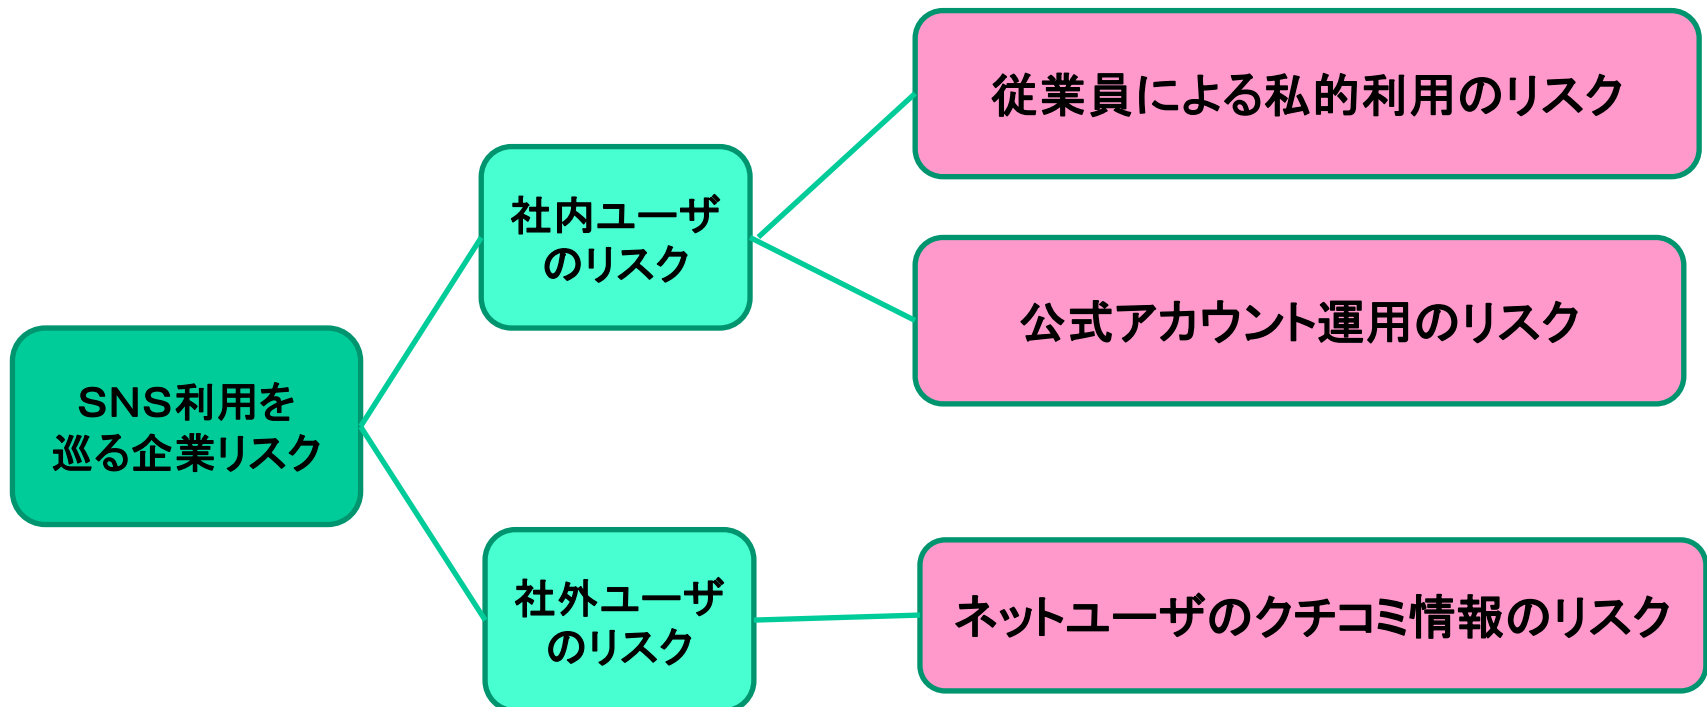 従業員による私的利用のリスク
社内ユーザ
のリスク
公式アカウント運用のリスク
ＳＮＳ利用を
巡る企業リスク
社外ユーザ
のリスク
ネットユーザのクチコミ情報のリスク